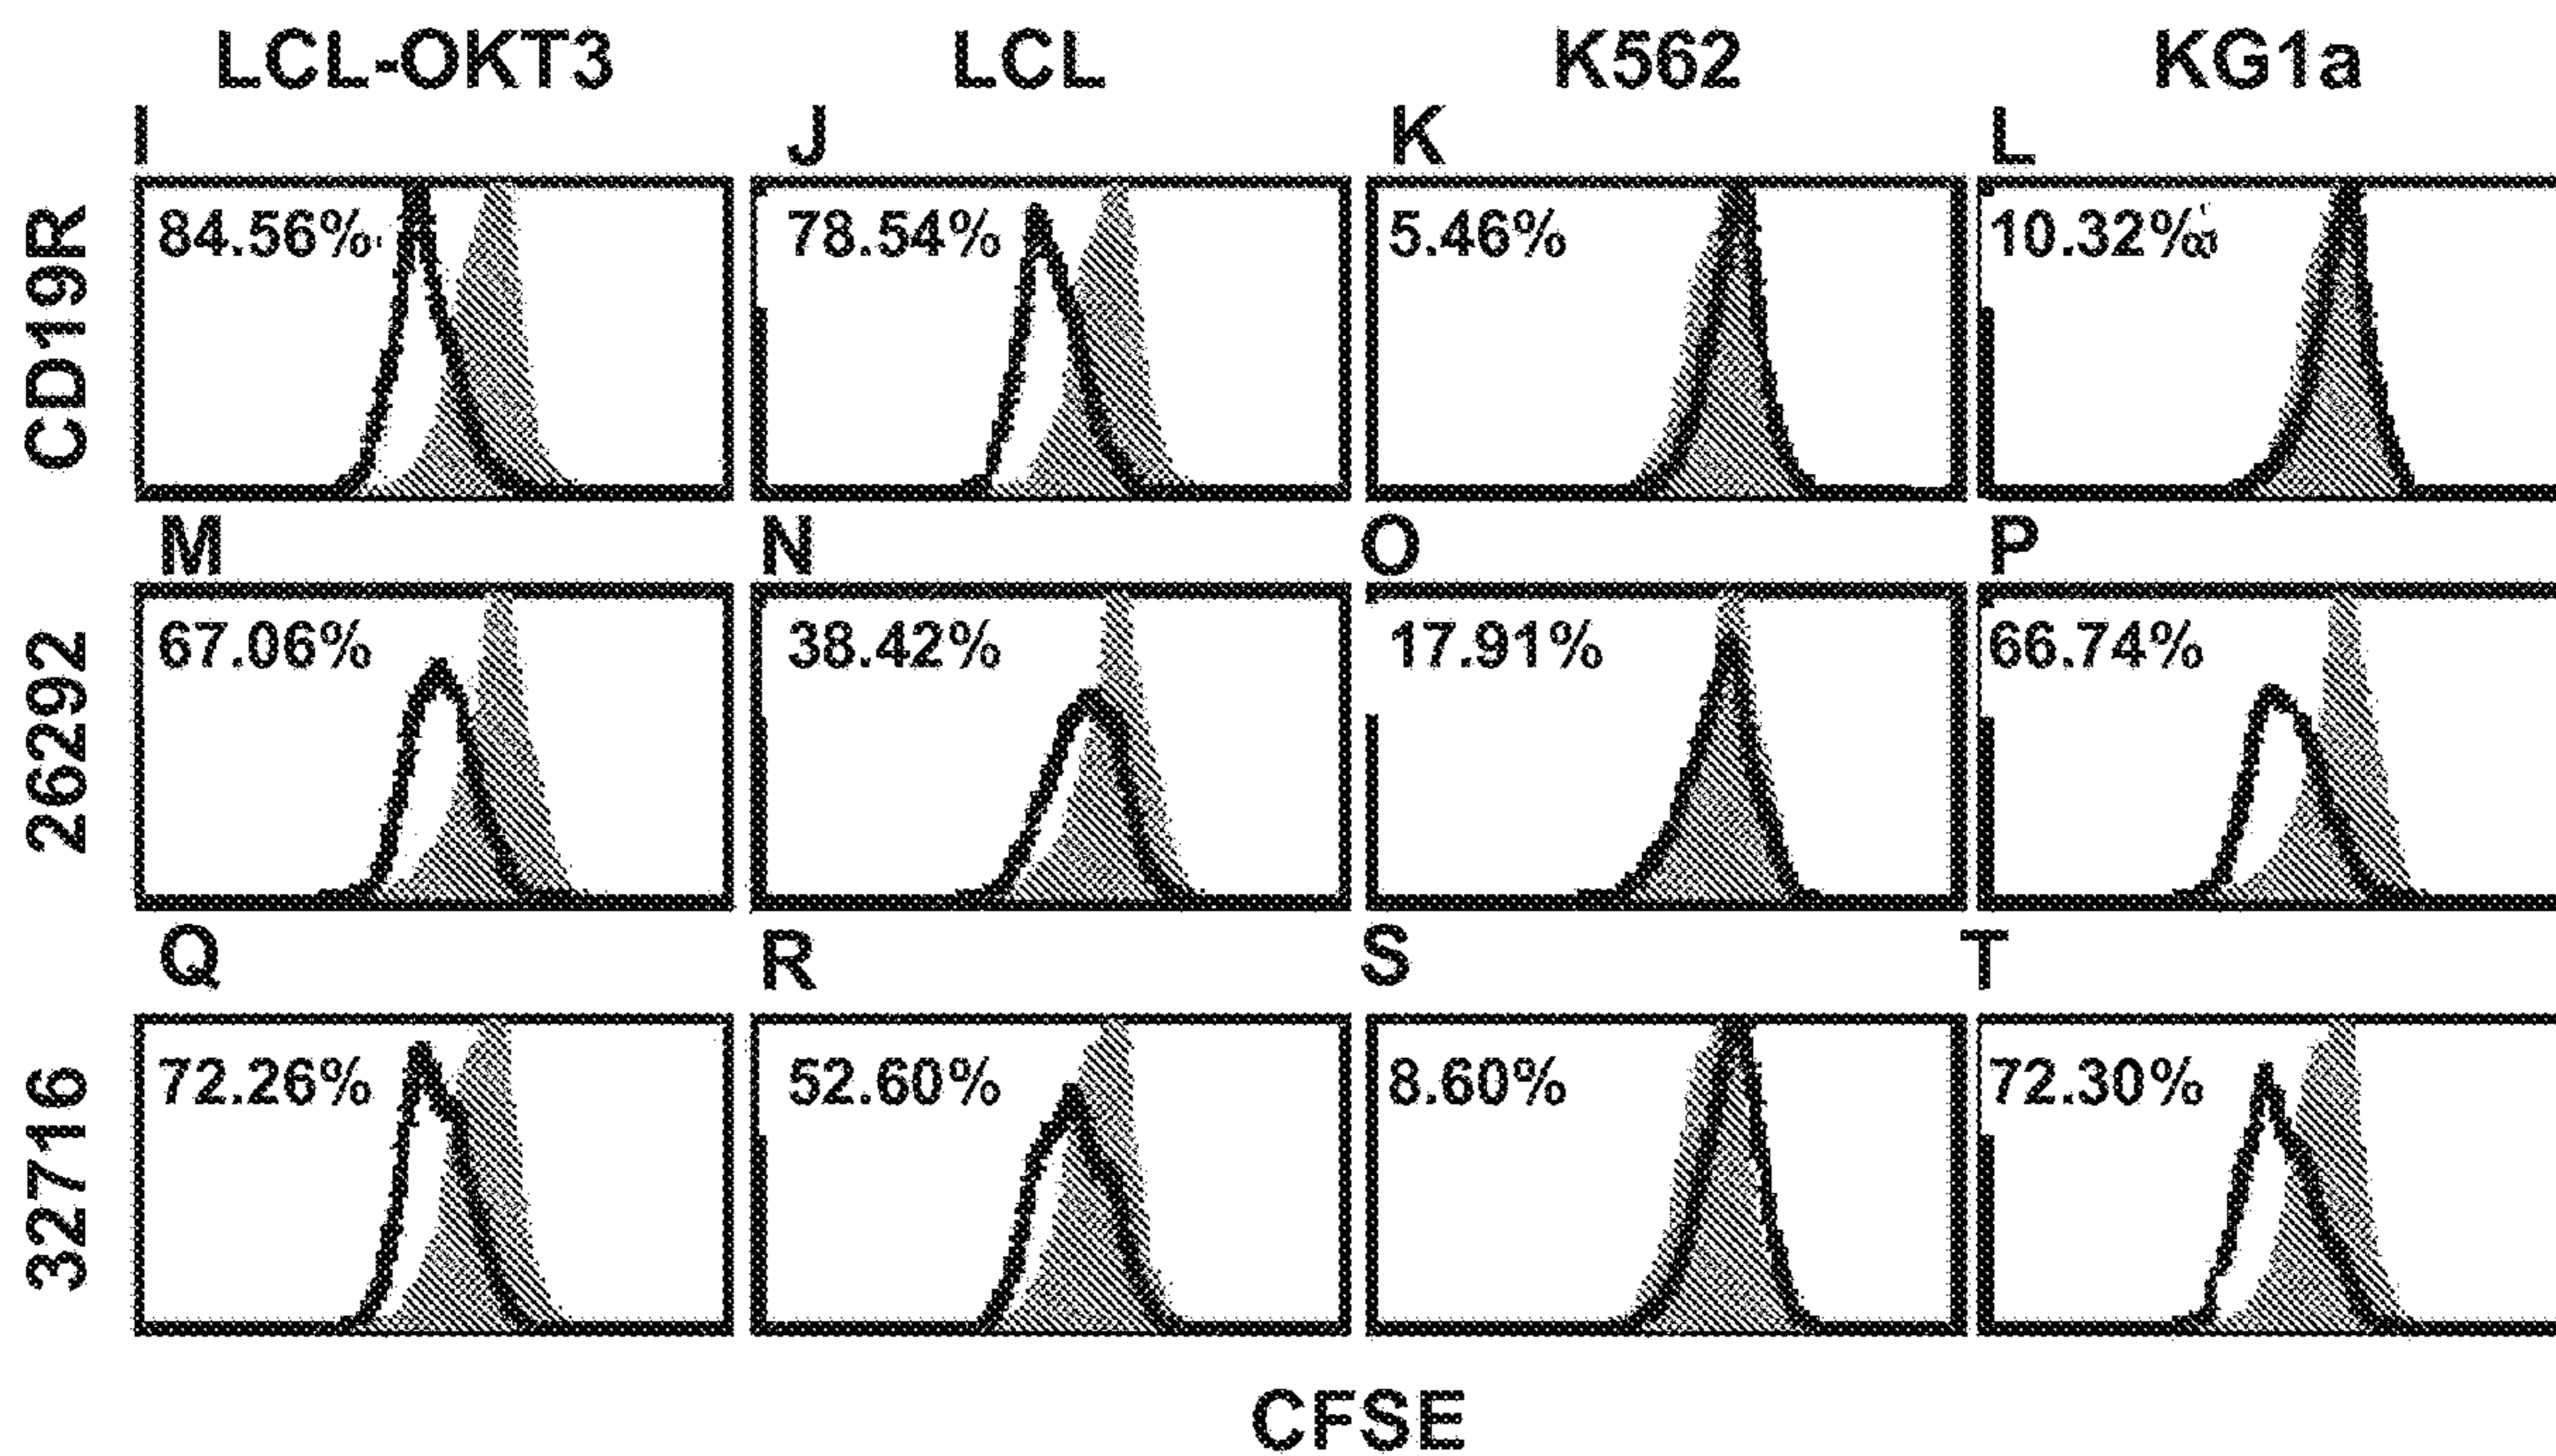 LCL-OKT3 LCL K562 KG1a
I J K L
CD19R
84.56% 78.54% 5.46% 10.32%
M N O P
26292
67.06% 38.42% 17.91% 66.74%
Q R S T
32716
72.26% 52.60% 8.60% 72.30%
CFSE